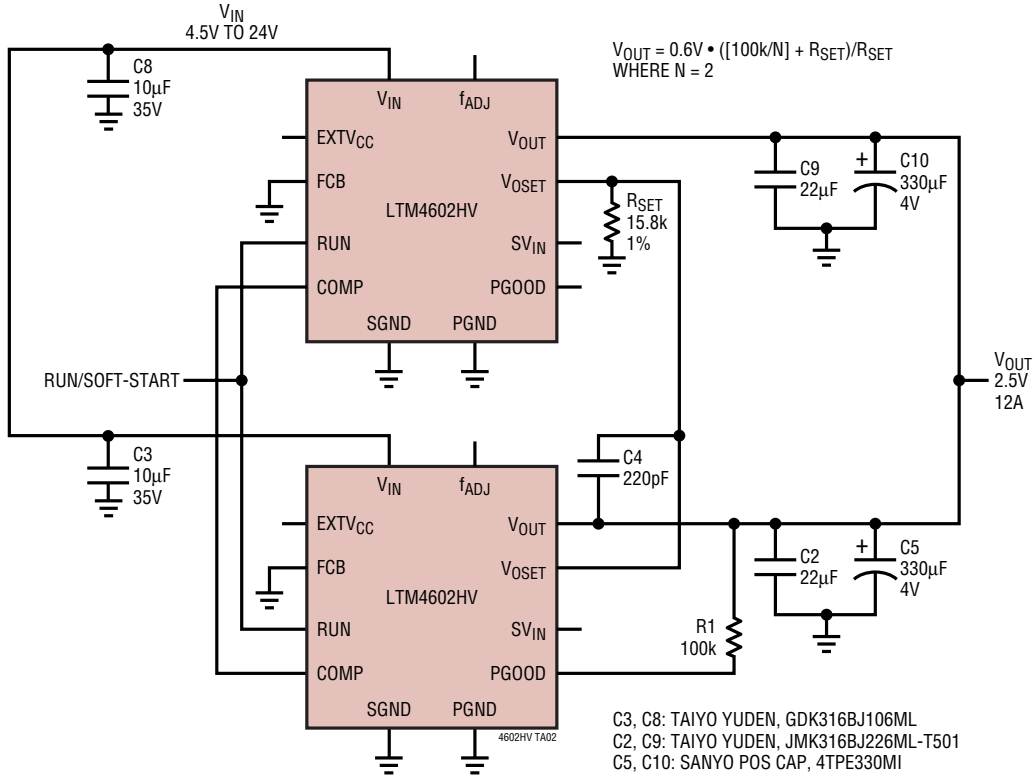 VIN
4.5V TO 24V
C8
10µF
35V
VOUT = 0.6V • ([100k/N] + RSET)/RSET
WHERE N = 2
VIN
fADJ
EXTVCC
FCB
RUN
COMP
LTM4602HV
VOUT
VOSET
SVIN
PGOOD
SGND
PGND
RSET
15.8k
1%
C9
22µF
+
C10
330µF
4V
RUN/SOFT-START
VOUT
2.5V
12A
C3
10µF
35V
C4
220pF
VIN
fADJ
EXTVCC
FCB
RUN
COMP
LTM4602HV
VOUT
VOSET
SVIN
PGOOD
SGND
PGND
C2
22µF
+
C5
330µF
4V
R1
100k
4602HV TA02
C3, C8: TAIYO YUDEN, GDK316BJ106ML
C2, C9: TAIYO YUDEN, JMK316BJ226ML-T501
C5, C10: SANYO POS CAP, 4TPE330MI